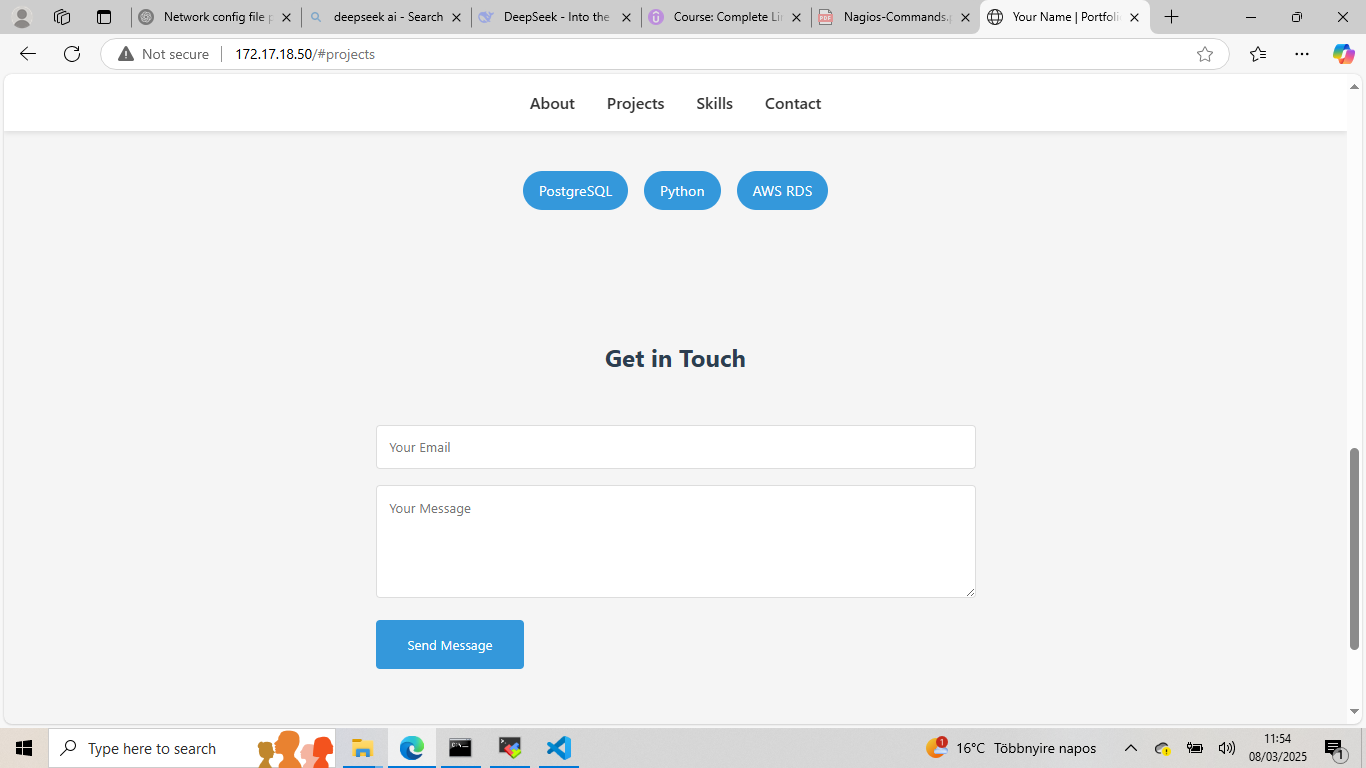 Network config file p
deepseek ai - Search
DeepSeek - Into the
Course: Complete Li
Nagios-Commands.
Your Name | Portfoli
Not secure
172.17.18.50/#projects
About
Projects
Skills
Contact
PostgreSQL
Python
AWS RDS
Get in Touch
Your Email
Your Message
Send Message
Type here to search
1
16°C Többnyire napos
11:54
08/03/2025
1